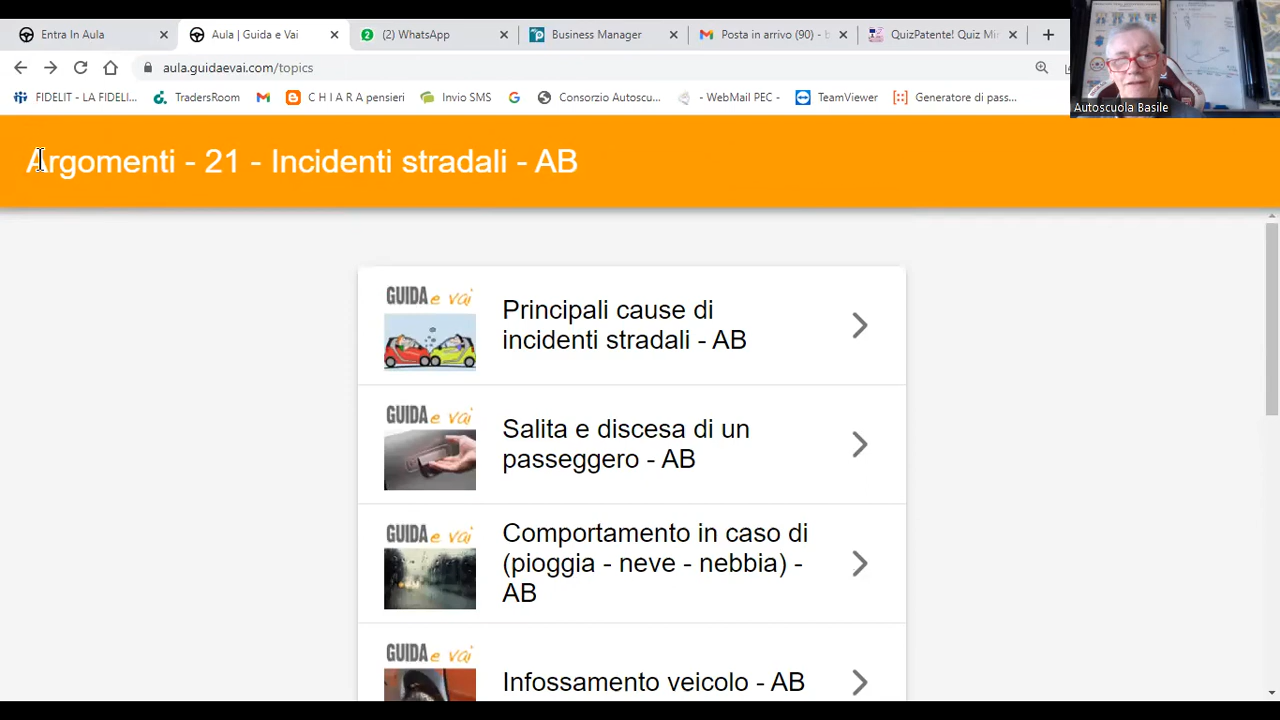 Entra In Aula
Aula | Guida e Vai
(2) WhatsApp
Business Manager
Posta in arrivo (90) - b
QuizPatente! Quiz Mi
aula.guidaevai.com/topics
FIDELIT - LA FIDELI...
TradersRoom
C H I A R A pensieri
Invio SMS
Consorzio Autoscu...
- WebMail PEC -
TeamViewer
Generatore di pass...
Autoscuola Basile
Argomenti - 21 - Incidenti stradali - AB
GUIDA e vai
Principali cause di
incidenti stradali - AB
GUIDA e vai
Salita e discesa di un
passeggero - AB
GUIDA e vai
Comportamento in caso di
(pioggia - neve - nebbia) -
AB
GUIDA e vai
Infossamento veicolo - AB